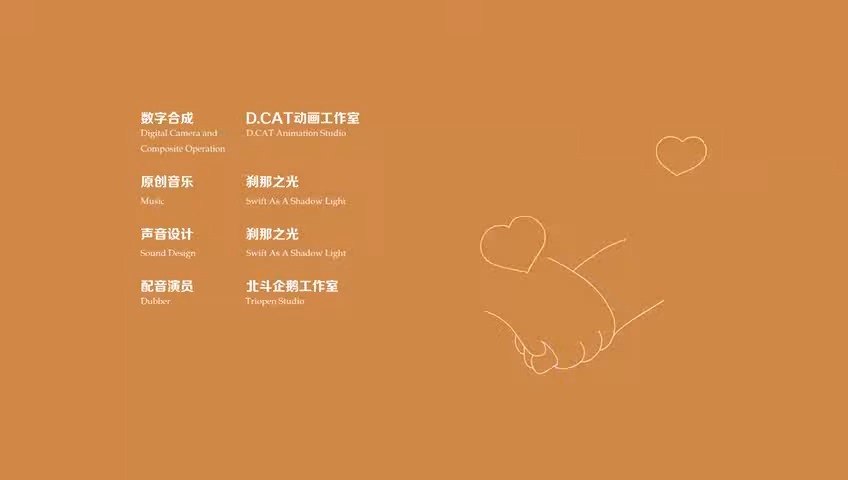 数字合成 D.CAT动画工作室
Digital Camera and D.CAT Animation Studio
Composite Operation
原创音乐 刹那之光
Music Swift As A Shadow Light
声音设计 刹那之光
Sound Design Swift As A Shadow Light
配音演员 北斗企鹅工作室
Dubber Triopen Studio